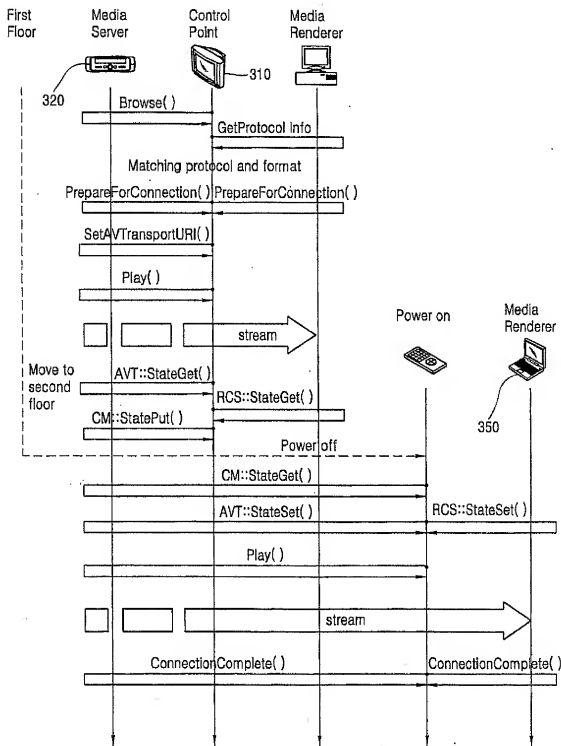 First
Floor
Media
Server
Control
Point
Media
Renderer
320
310
Browse( )
GetProtocol Info
Matching protocol and format
PrepareForConnection( )
PrepareForConnection( )
SetAVTransportURI( )
Play( )
stream
Power on
Media
Renderer
Move to
second
floor
AVT::StateGet( )
RCS::StateGet( )
350
CM::StatePut( )
Power off
CM::StateGet( )
AVT::StateSet( )
RCS::StateSet( )
Play( )
stream
ConnectionComplete( )
ConnectionComplete( )